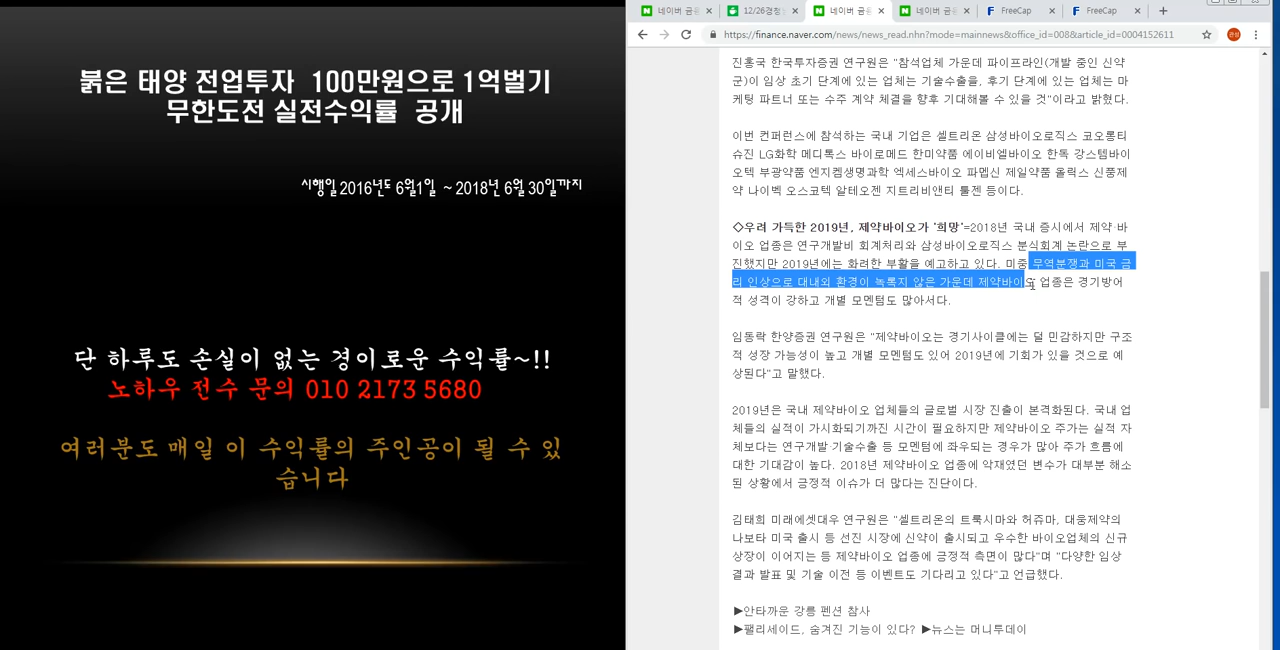 붉은 태양 전업투자  100만원으로 1억벌기
무한도전 실전수익률  공개
시행일 2016년도 6월1일  ~ 2018년 6월 30일까지
단 하루도 손실이 없는 경이로운 수익률~!!
노하우 전수 문의 010 2173 5680
여러분도 매일 이 수익률의 주인공이 될 수 있
습니다
네이버 금융
12/26경정
네이버 금융
네이버 금융
FreeCap
FreeCap
https://finance.naver.com/news/news_read.nhn?mode=mainnews&office_id=008&article_id=0004152611
관성
진흥국 한국투자증권 연구원은 "참석업체 가운데 파이프라인(개발 중인 신약
군)이 임상 초기 단계에 있는 업체는 기술수출을, 후기 단계에 있는 업체는 마
케팅 파트너 또는 수주 계약 체결을 향후 기대해볼 수 있을 것"이라고 밝혔다.
이번 컨퍼런스에 참석하는 국내 기업은 셀트리온 삼성바이오로직스 코오롱티
슈진 LG화학 메디톡스 바이로메드 한미약품 에이비엘바이오 한독 강스템바이
오텍 부광약품 엔지켐생명과학 엑세스바이오 파멥신 제일약품 올릭스 신풍제
약 나이벡 오스코텍 알테오젠 지트리비앤티 툴젠 등이다.
◇우려 가득한 2019년, 제약바이오가 '희망'=2018년 국내 증시에서 제약·바
이오 업종은 연구개발비 회계처리와 삼성바이오로직스 분식회계 논란으로 부
진했지만 2019년에는 화려한 부활을 예고하고 있다. 미중 무역분쟁과 미국 금
리 인상으로 대내외 환경이 녹록지 않은 가운데 제약바이오 업종은 경기방어
적 성격이 강하고 개별 모멘텀도 많아서다.
임동락 한양증권 연구원은 "제약바이오는 경기사이클에는 덜 민감하지만 구조
적 성장 가능성이 높고 개별 모멘텀도 있어 2019년에 기회가 있을 것으로 예
상된다"고 말했다.
2019년은 국내 제약바이오 업체들의 글로벌 시장 진출이 본격화된다. 국내 업
체들의 실적이 가시화되기까진 시간이 필요하지만 제약바이오 주가는 실적 자
체보다는 연구개발·기술수출 등 모멘텀에 좌우되는 경우가 많아 주가 흐름에
대한 기대감이 높다. 2018년 제약바이오 업종에 악재였던 변수가 대부분 해소
된 상황에서 긍정적 이슈가 더 많다는 진단이다.
김태희 미래에셋대우 연구원은 "셀트리온의 트룩시마와 허쥬마, 대웅제약의
나보타 미국 출시 등 선진 시장에 신약이 출시되고 우수한 바이오업체의 신규
상장이 이어지는 등 제약바이오 업종에 긍정적 측면이 많다"며 "다양한 임상
결과 발표 및 기술 이전 등 이벤트도 기다리고 있다"고 언급했다.
▶안타까운 강릉 펜션 참사
▶팰리세이드, 숨겨진 기능이 있다? ▶뉴스는 머니투데이